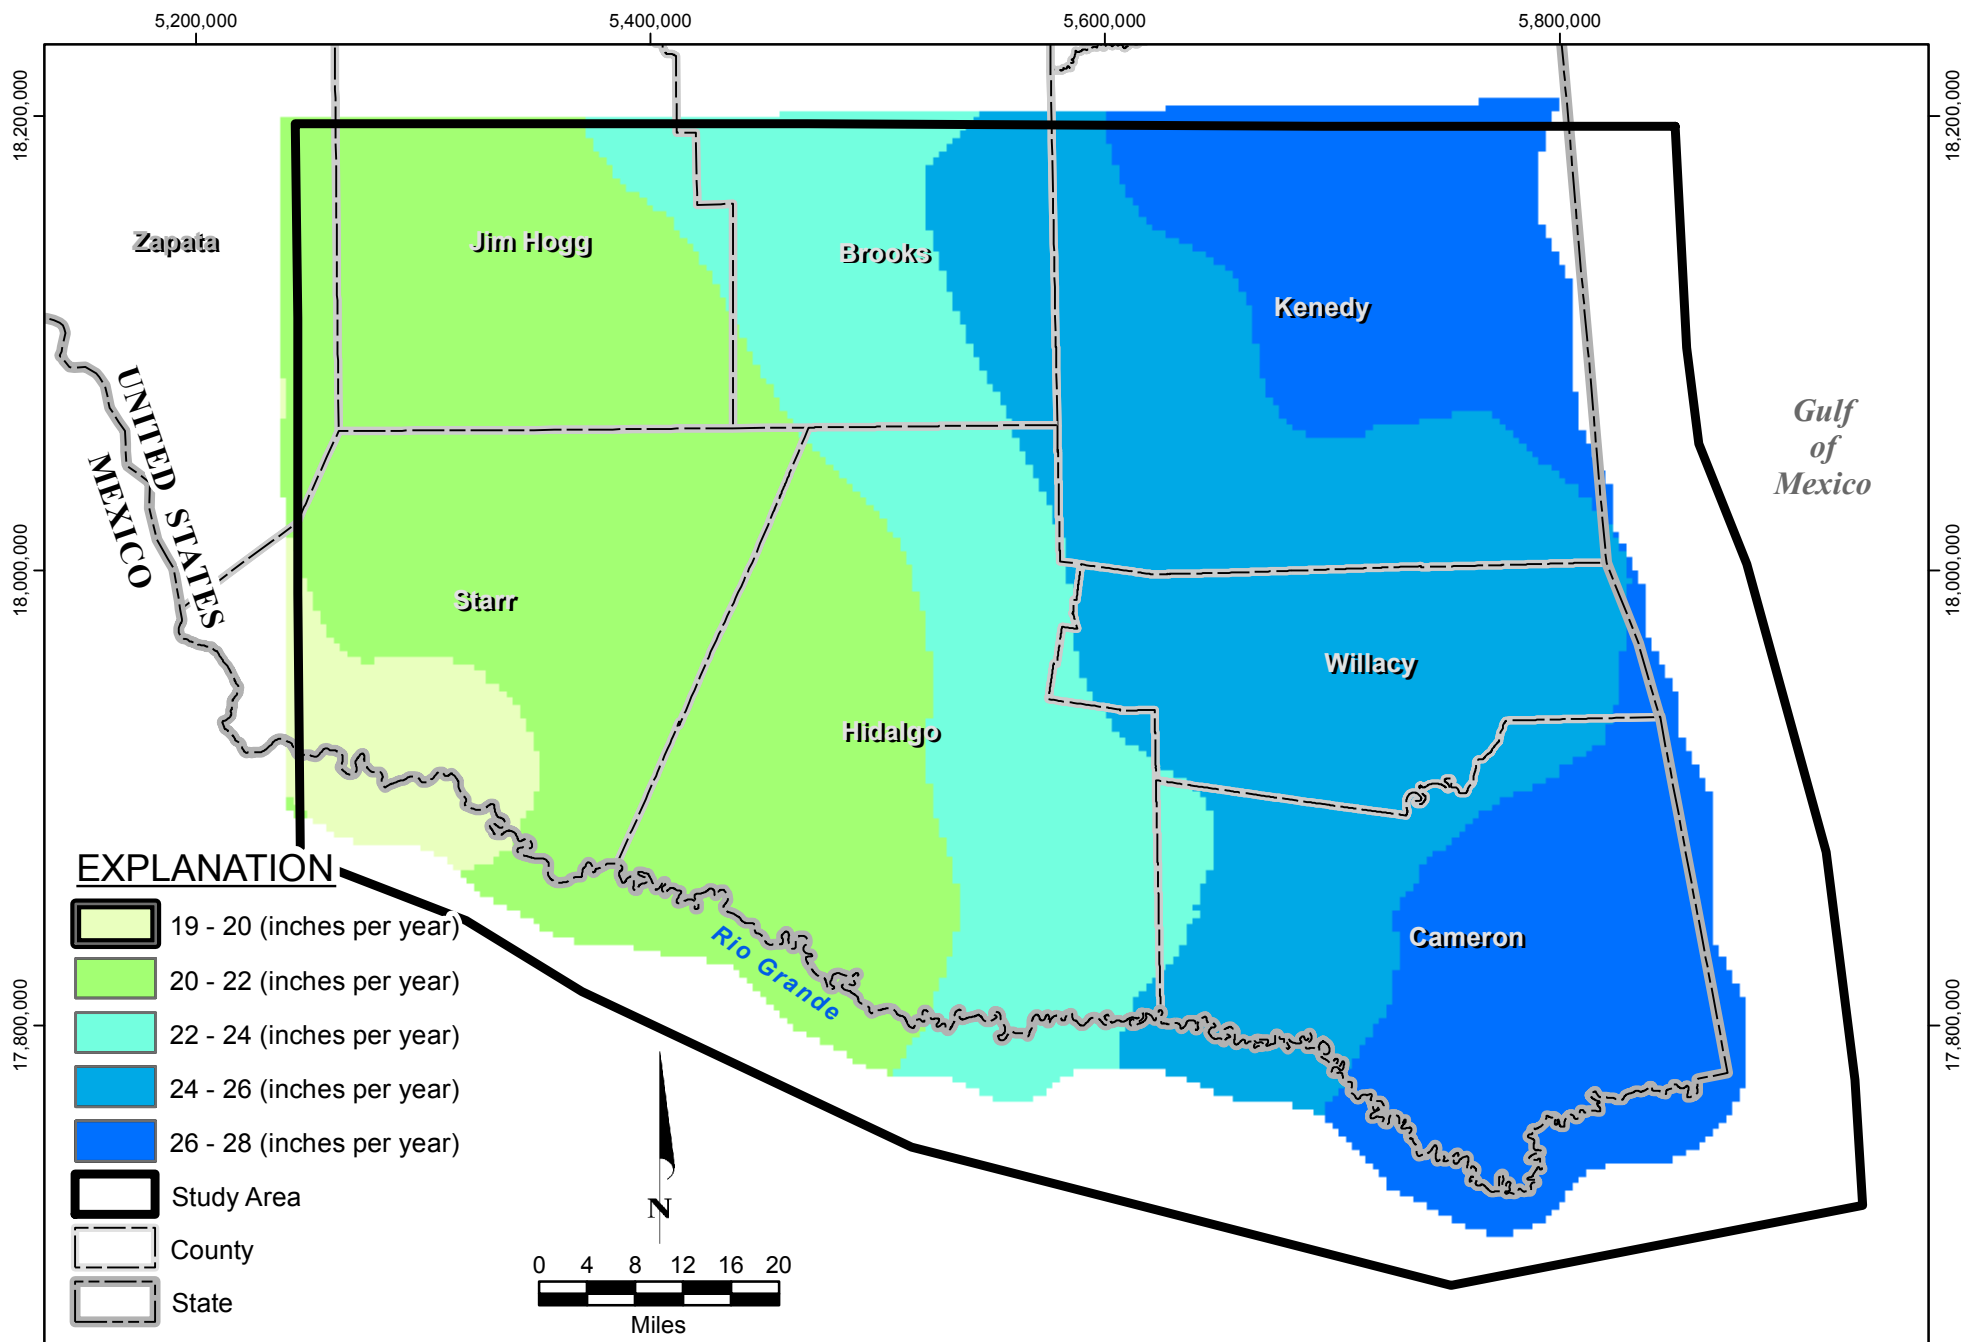 5,200,000
5,400,000
5,600,000
5,800,000
18,200,000
18,200,000
Zapata
Jim Hogg
Brooks
Kenedy
UNITED STATES
MEXICO
Gulf
of
Mexico
18,000,000
18,000,000
Starr
Willacy
Hidalgo
Cameron
Rio Grande
17,800,000
17,800,000
EXPLANATION
19 - 20 (inches per year)
20 - 22 (inches per year)
22 - 24 (inches per year)
24 - 26 (inches per year)
26 - 28 (inches per year)
Study Area
County
State
N
0 4 8 12 16 20
Miles